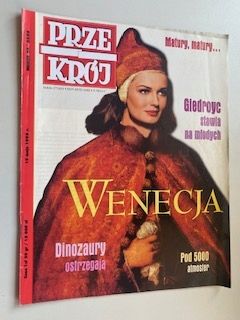 PRZE
KRÓJ
Matury, matury...
Giedroyc
stawia
na młodych
WENECJA
Dinozaury
ostrzegają
Pod 5000
atmosfer